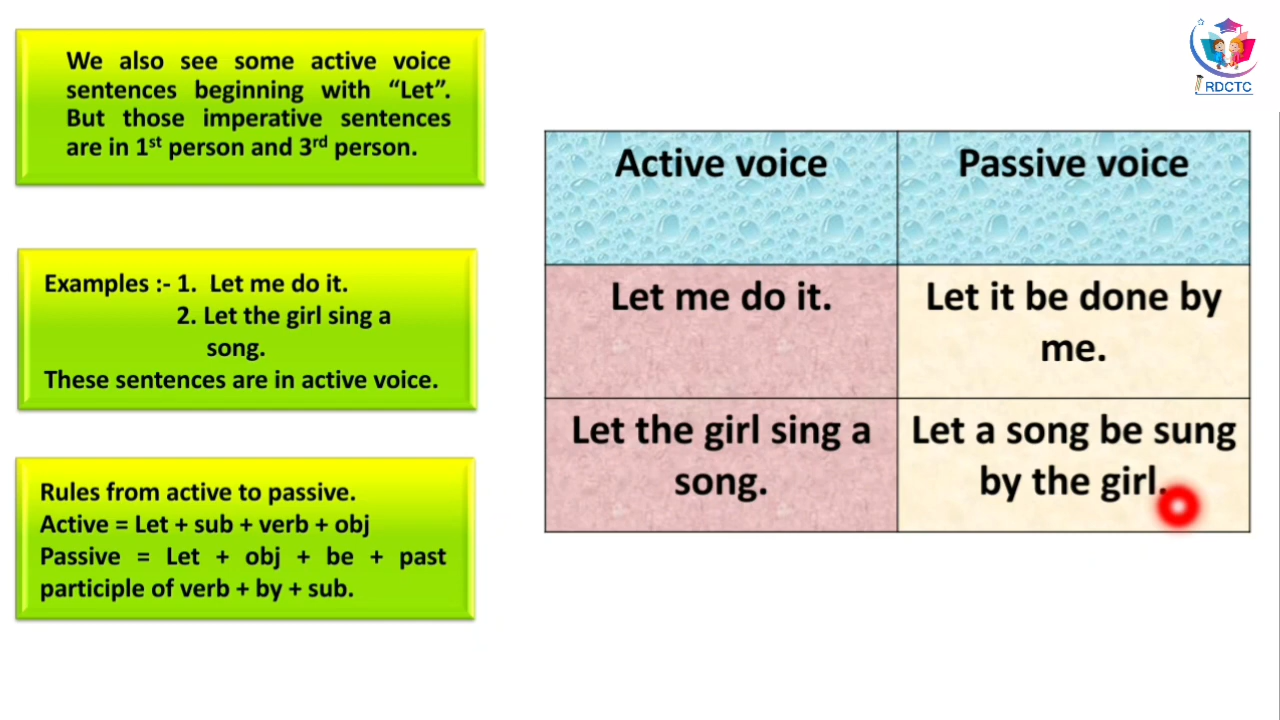 We also see some active voice
sentences beginning with “Let”.
But those imperative sentences
are in 1st person and 3rd person.
Examples :- 1. Let me do it.
2. Let the girl sing a
song.
These sentences are in active voice.
Rules from active to passive.
Active = Let + sub + verb + obj
Passive = Let + obj + be + past
participle of verb + by + sub.
RDCTC
Active voice
Passive voice
Let me do it.
Let it be done by
me.
Let the girl sing a
song.
Let a song be sung
by the girl.